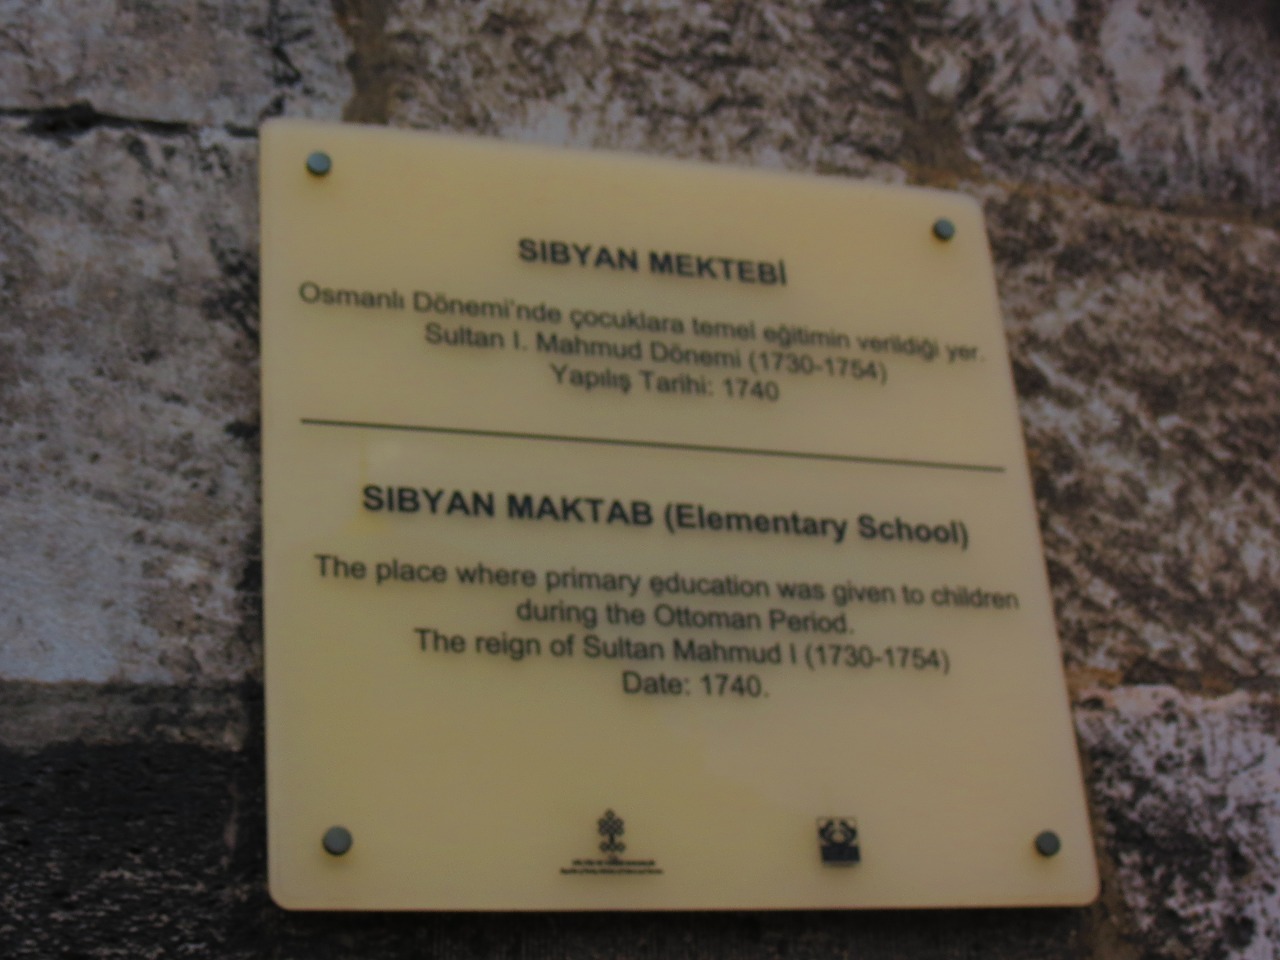 SIBYAN MEKTEBİ
Osmanlı Dönemi'nde çocuklara temel eğitimin verildiği yer.
Sultan I. Mahmud Dönemi (1730-1754)
Yapılış Tarihi: 1740
SIBYAN MAKTAB (Elementary School)
The place where primary education was given to children
during the Ottoman Period.
The reign of Sultan Mahmud I (1730-1754)
Date: 1740.